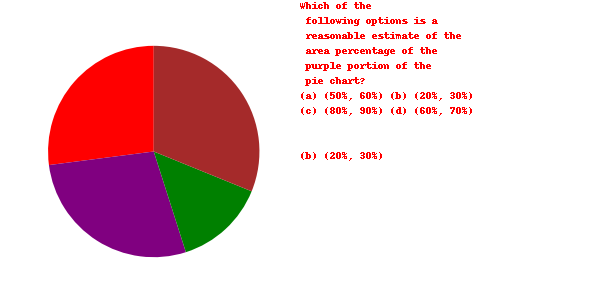 Which of the
following options is a
reasonable estimate of the
area percentage of the
purple portion of the
pie chart?
(a) (50%, 60%) (b) (20%, 30%)
(c) (80%, 90%) (d) (60%, 70%)
(b) (20%, 30%)